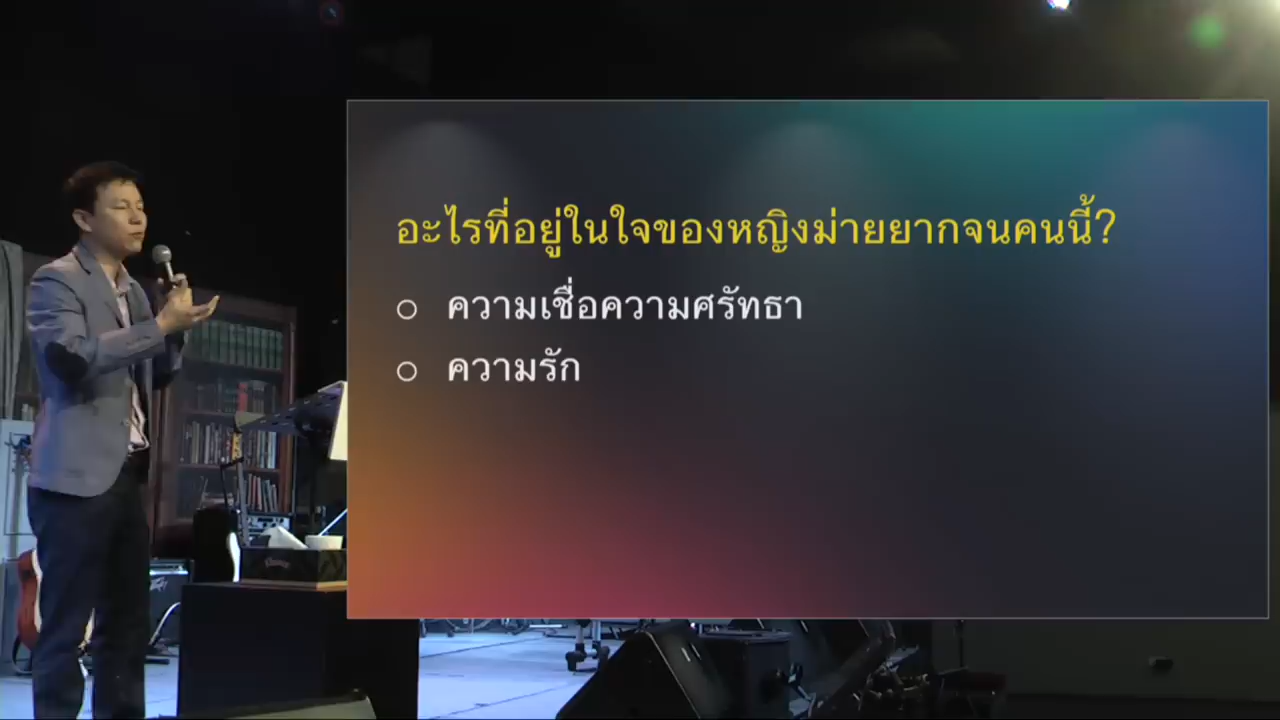 อะไรที่อยู่ในใจของหญิงม่ายยากจนคนนี้?
ความเชื่อความศรัทธา
ความรัก